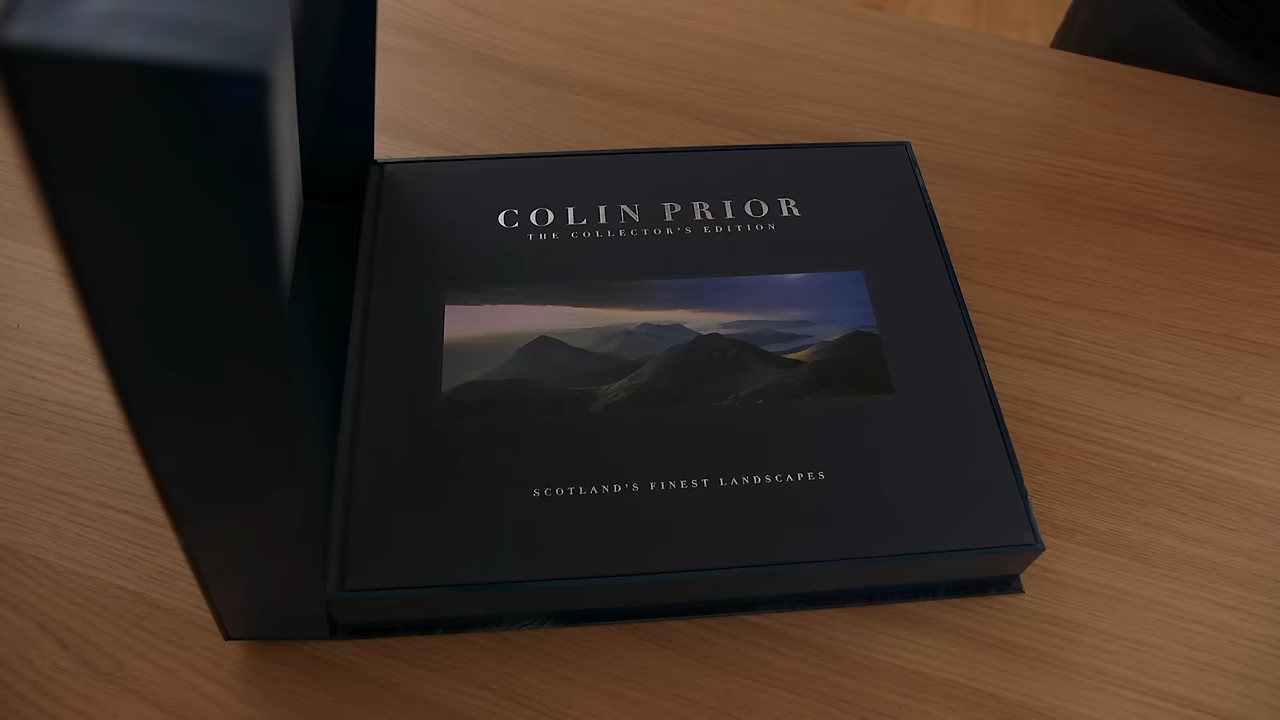 COLIN PRIOR
THE COLLECTOR'S EDITION
SCOTLAND'S FINEST LANDSCAPES